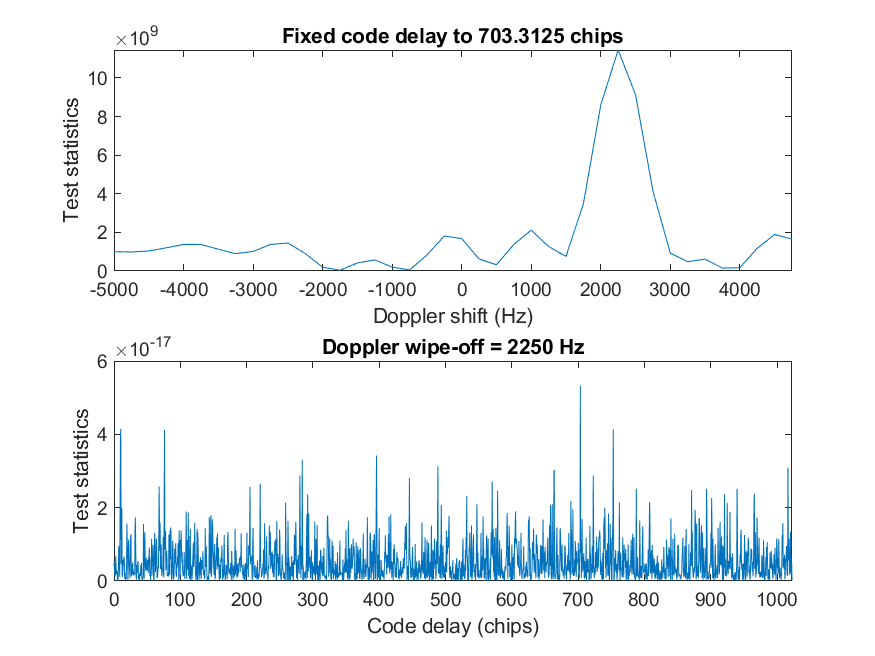 ×10^9
Fixed code delay to 703.3125 chips
10
8
6
4
2
0
Test statistics
-5000 -4000 -3000 -2000 -1000 0 1000 2000 3000 4000
Doppler shift (Hz)
×10^-17
Doppler wipe-off = 2250 Hz
6
4
2
0
Test statistics
0 100 200 300 400 500 600 700 800 900 1000
Code delay (chips)